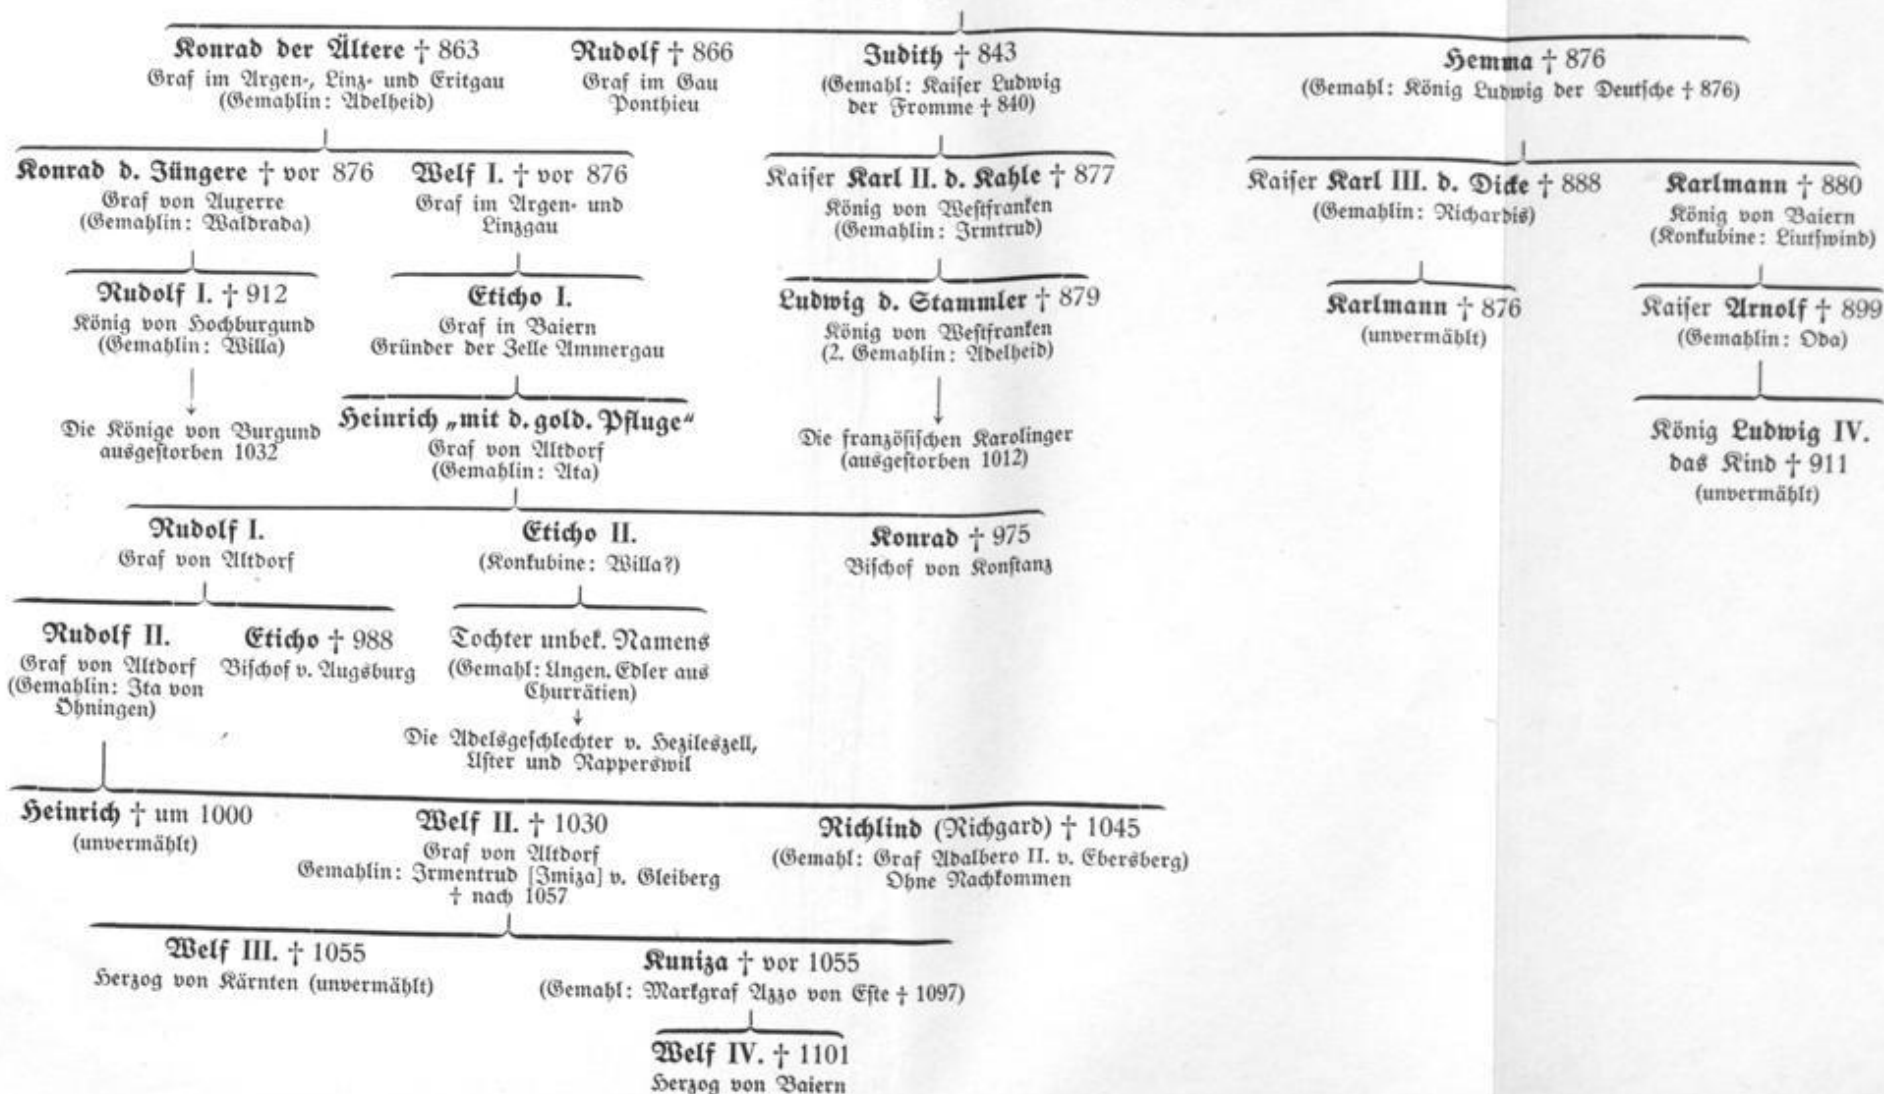 Konrad der Ältere † 863
Graf im Argen-, Linz- und Eritgau
(Gemahlin: Adelheid)
Rudolf † 866
Graf im Gau
Ponthieu
Judith † 843
(Gemahl: Kaiser Ludwig
der Fromme † 840)
Hemma † 876
(Gemahl: König Ludwig der Deutsche † 876)
Konrad d. Jüngere † vor 876
Graf von Auxerre
(Gemahlin: Waldrada)
Welf I. † vor 876
Graf im Argen- und
Linzgau
Kaiser Karl II. d. Kahle † 877
König von Westfranken
(Gemahlin: Irmtrud)
Kaiser Karl III. d. Dicke † 888
(Gemahlin: Richardis)
Karlmann † 880
König von Baiern
(Konkubine: Liutswind)
Rudolf I. † 912
König von Hochburgund
(Gemahlin: Willa)
Eticho I.
Graf in Baiern
Gründer der Zelle Ammergau
Ludwig d. Stammler † 879
König von Westfranken
(2. Gemahlin: Adelheid)
Karlmann † 876
(unvermählt)
Kaiser Arnolf † 899
(Gemahlin: Oda)
Die Könige von Burgund
ausgestorben 1032
Heinrich „mit d. gold. Pfluge“
Graf von Altdorf
(Gemahlin: Ata)
Die französischen Karolinger
(ausgestorben 1012)
König Ludwig IV.
das Kind † 911
(unvermählt)
Rudolf I.
Graf von Altdorf
Eticho II.
(Konkubine: Willa?)
Konrad † 975
Bischof von Konstanz
Rudolf II.
Graf von Altdorf
(Gemahlin: Ita von
Öhningen)
Eticho † 988
Bischof v. Augsburg
Tochter unbek. Namens
(Gemahl: Ungen. Edler aus
Churrätien)
Die Adelsgeschlechter v. Hezileszell,
Uster und Rapperswil
Heinrich † um 1000
(unvermählt)
Welf II. † 1030
Graf von Altdorf
Gemahlin: Irmentrud [Imiza] v. Gleiberg
† nach 1057
Richlind (Richgard) † 1045
(Gemahl: Graf Adalbero II. v. Ebersberg)
Ohne Nachkommen
Welf III. † 1055
Herzog von Kärnten (unvermählt)
Kuniza † vor 1055
(Gemahl: Markgraf Azzo von Este † 1097)
Welf IV. † 1101
Herzog von Baiern